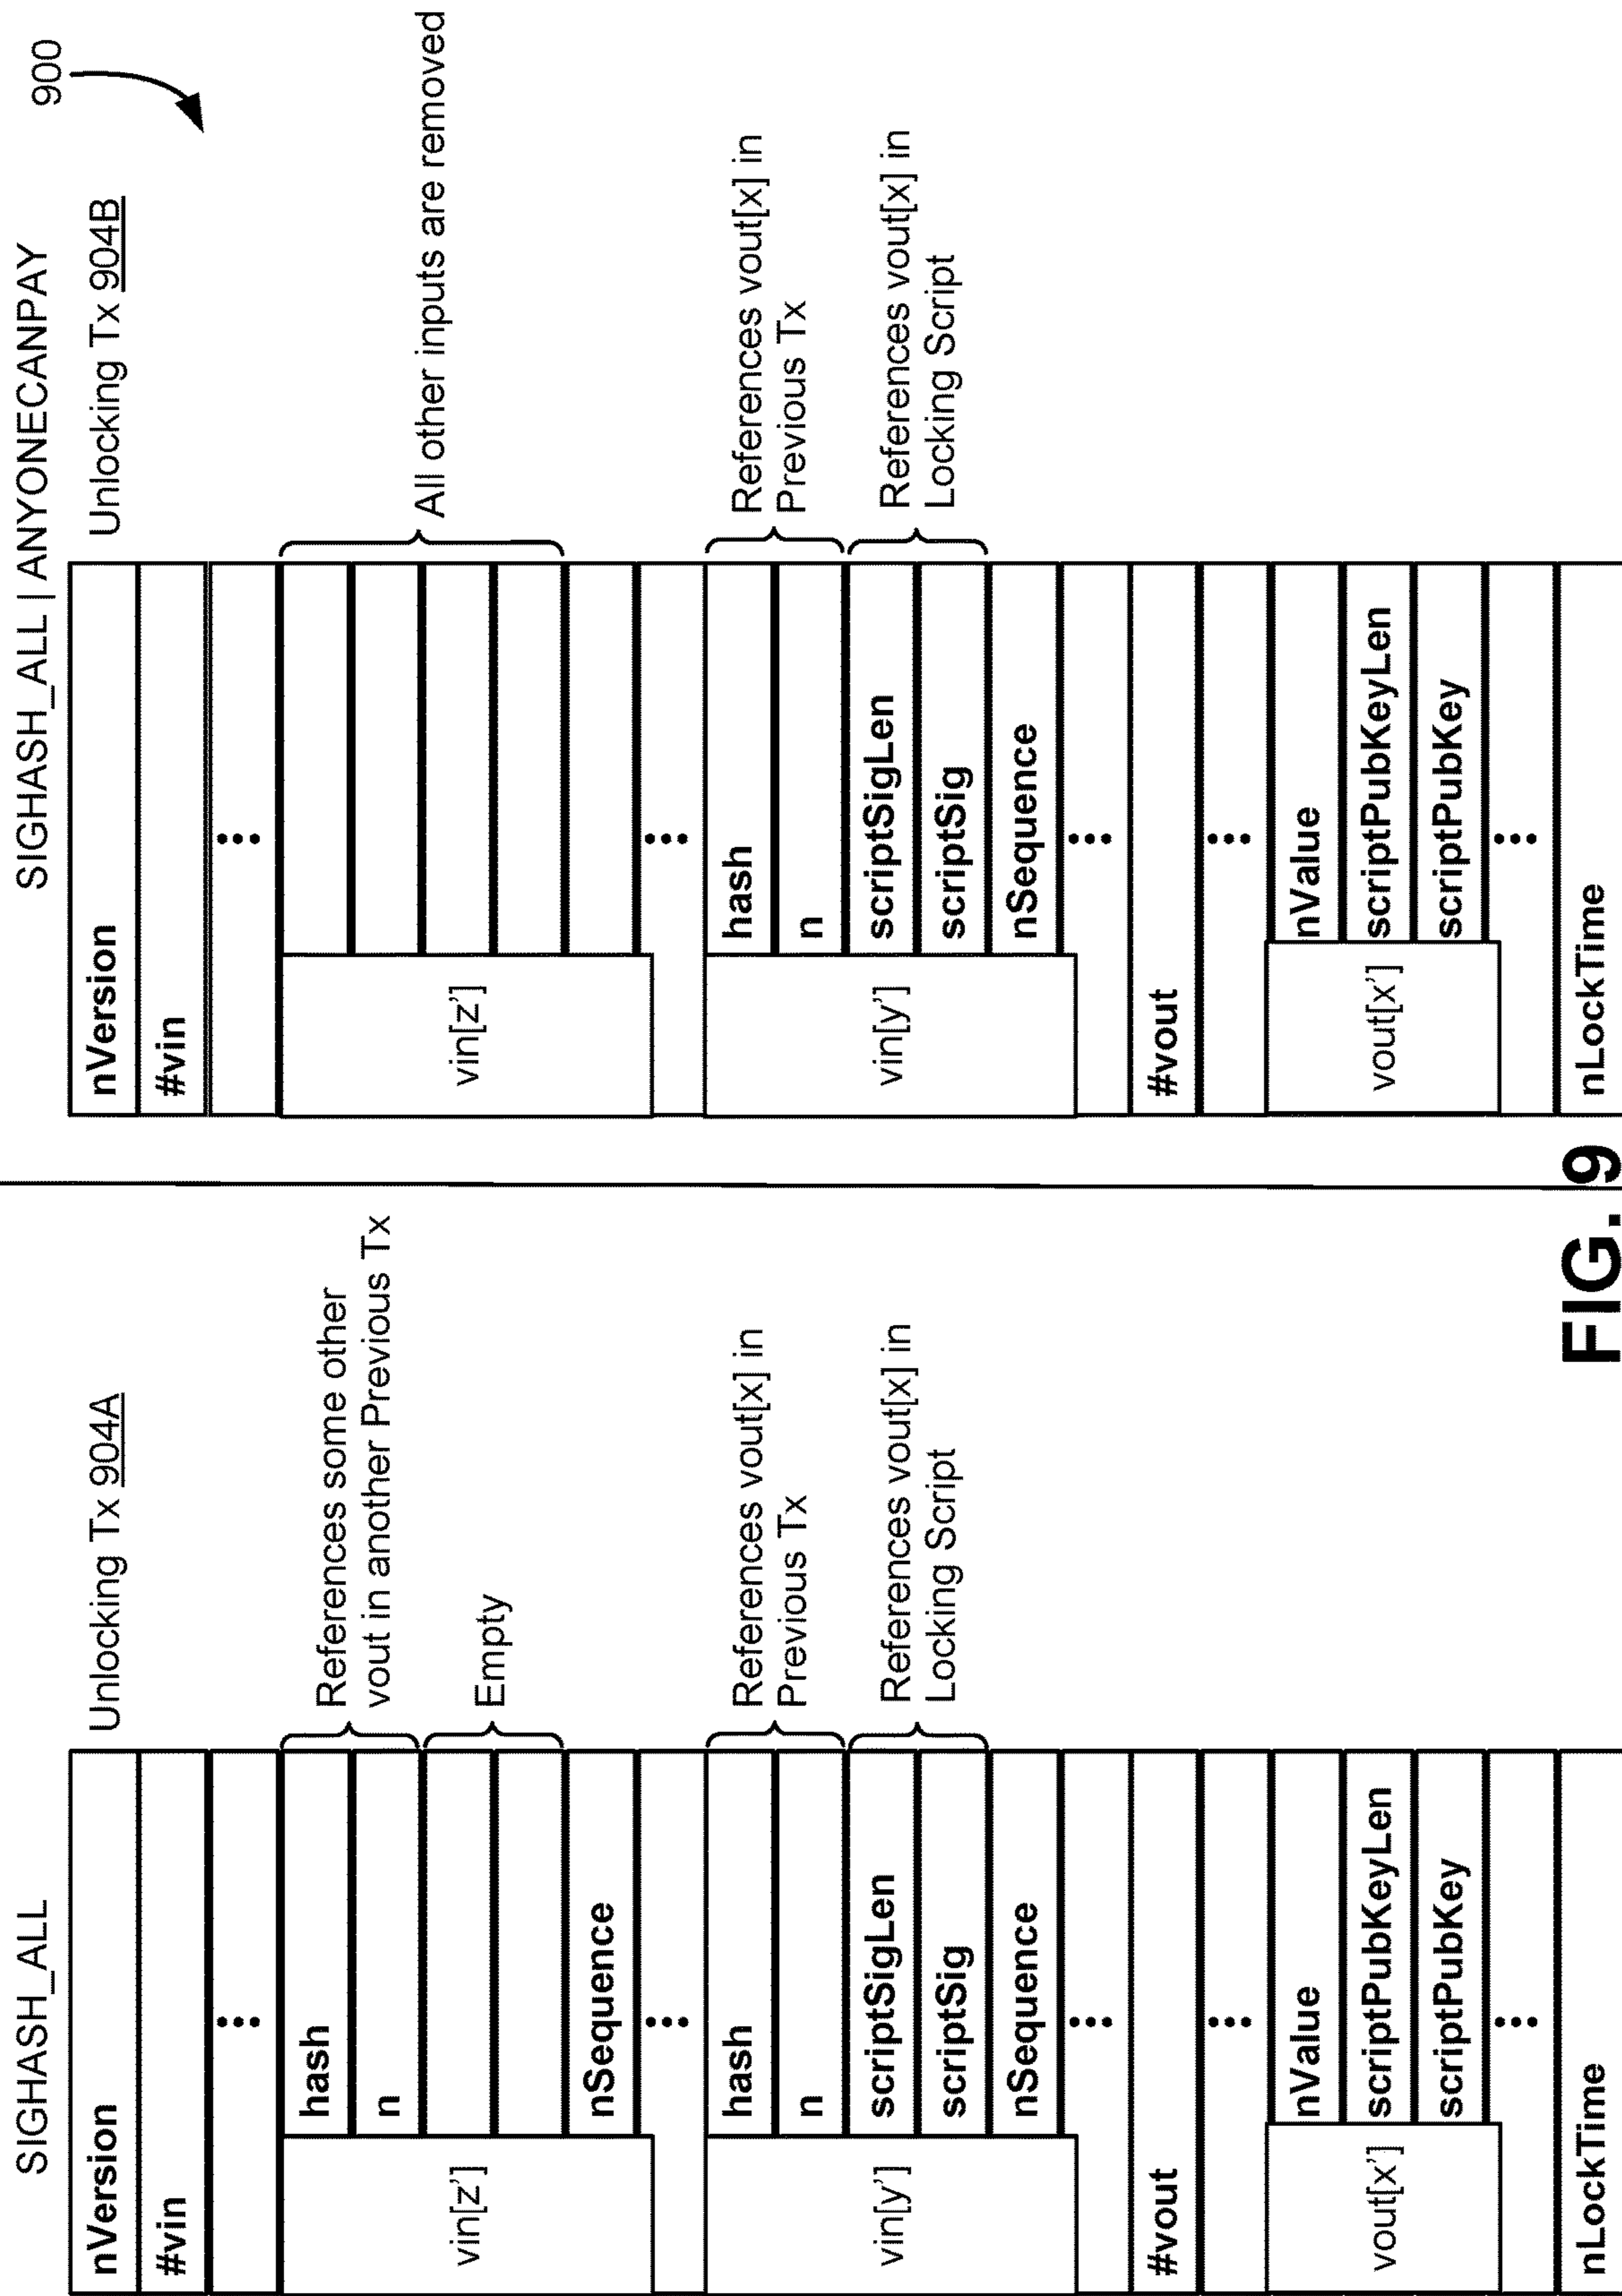 900
SIGHASH_ALL
Unlocking Tx 904A
nVersion
#vin
...
vin[z']
hash
n
nSequence
References some other
vout in another Previous Tx
Empty
...
vin[y']
hash
n
scriptSigLen
scriptSig
nSequence
References vout[x] in
Previous Tx
References vout[x] in
Locking Script
...
#vout
...
vout[x']
nValue
scriptPubKeyLen
scriptPubKey
...
nLockTime
SIGHASH_ALL | ANYONECANPAY
Unlocking Tx 904B
nVersion
#vin
...
vin[z']
All other inputs are removed
...
vin[y']
hash
n
scriptSigLen
scriptSig
nSequence
References vout[x] in
Previous Tx
References vout[x] in
Locking Script
...
#vout
...
vout[x']
nValue
scriptPubKeyLen
scriptPubKey
...
nLockTime
FIG. 9